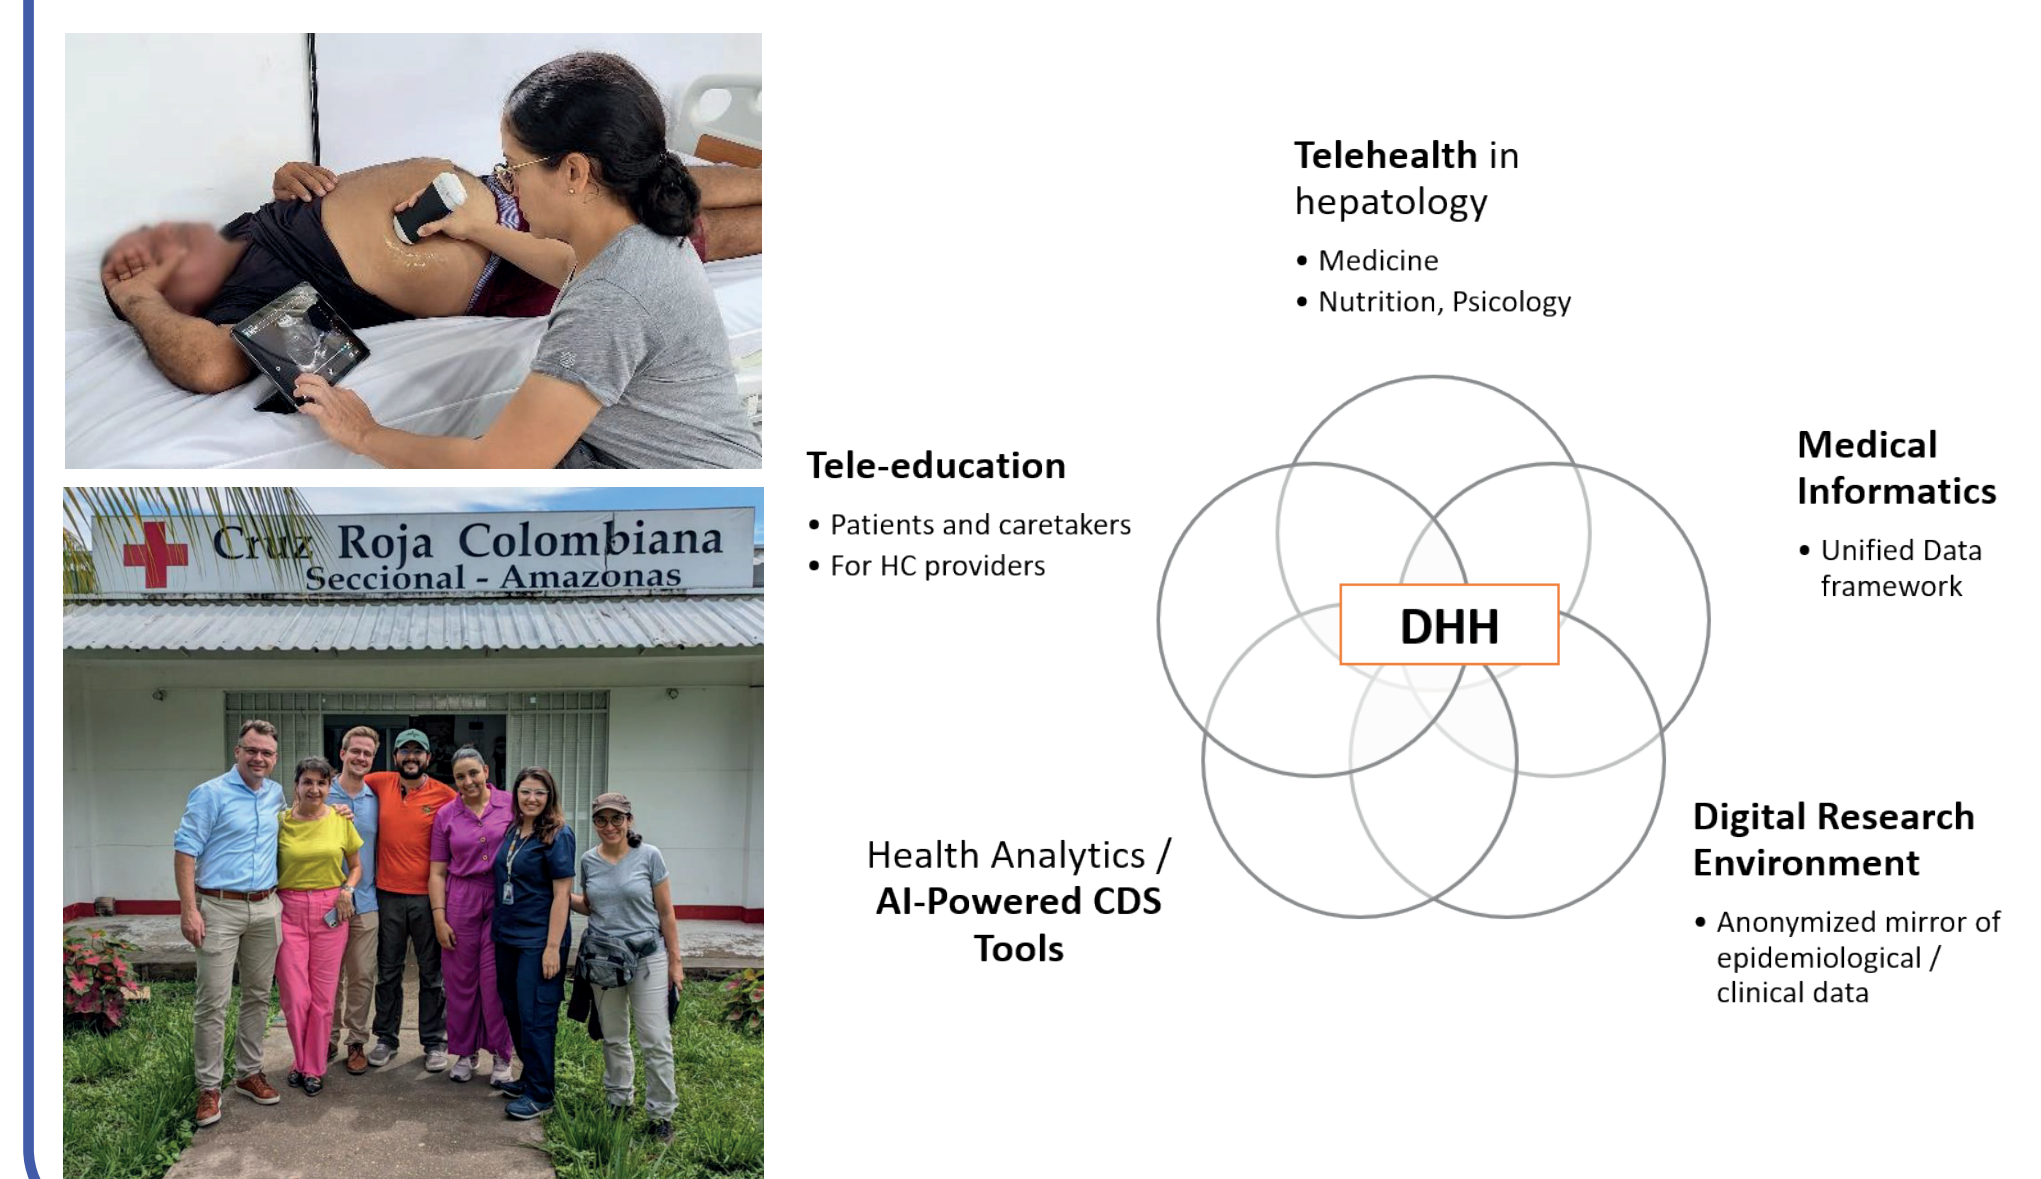 Cruz Roja Colombiana
Seccional - Amazonas
Telehealth in
hepatology
• Medicine
• Nutrition, Psicology
Medical
Informatics
• Unified Data
framework
Digital Research
Environment
• Anonymized mirror of
epidemiological /
clinical data
Health Analytics /
AI-Powered CDS
Tools
Tele-education
• Patients and caretakers
• For HC providers
DHH